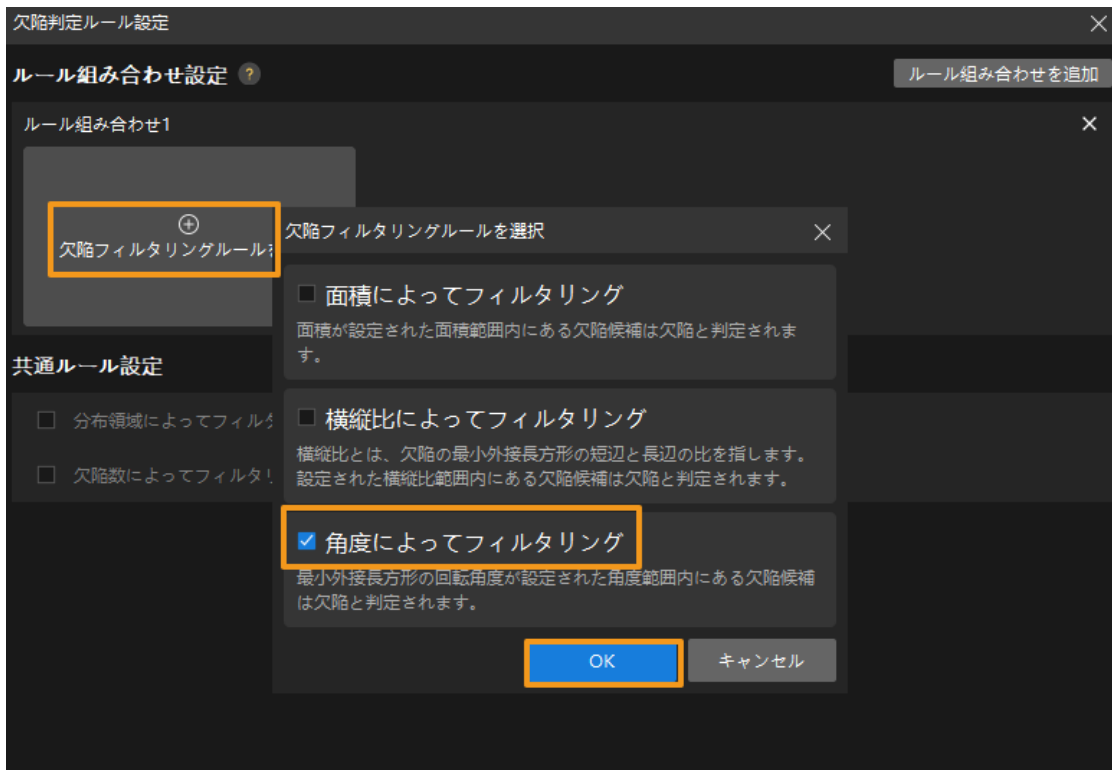 欠陥判定ルール設定
ルール組み合わせ設定 ?
ルール組み合わせを追加
ルール組み合わせ1
欠陥フィルタリングルール
欠陥フィルタリングルールを選択
面積によってフィルタリング
面積が設定された面積範囲内にある欠陥候補は欠陥と判定されま
す。
横縦比によってフィルタリング
横縦比とは、欠陥の最小外接長方形の短辺と長辺の比を指します。
設定された横縦比範囲内にある欠陥候補は欠陥と判定されます。
角度によってフィルタリング
最小外接長方形の回転角度が設定された角度範囲内にある欠陥候補
は欠陥と判定されます。
OK
キャンセル
共通ルール設定
分布領域によってフィルタ
欠陥数によってフィルタリ